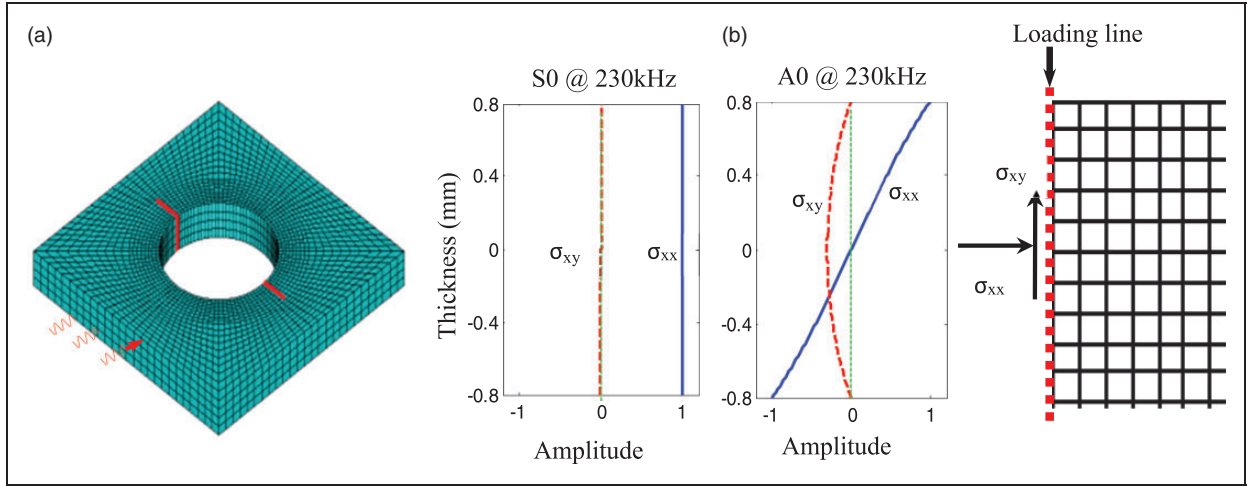 (a)
(b)
Loading line
S0 @ 230kHz
A0 @ 230kHz
Thickness (mm)
0.8
0.4
0
-0.4
-0.8
σxy
σxx
-1
0
1
Amplitude
0.8
0.4
0
-0.4
-0.8
σxy
σxx
-1
0
1
Amplitude
σxy
σxx